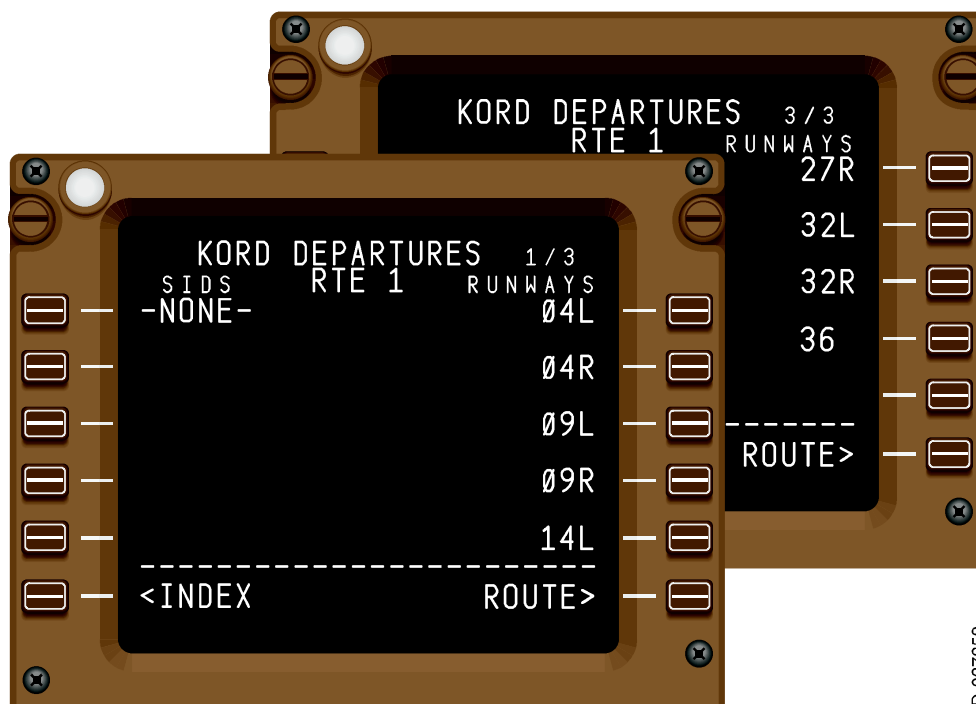 KORD DEPARTURES 3/3
RTE 1 RUNWAYS
27R
32L
32R
36
ROUTE>
KORD DEPARTURES 1/3
RTE 1
SIDS RUNWAYS
-NONE- Ø4L
Ø4R
Ø9L
Ø9R
14L
<INDEX ROUTE>